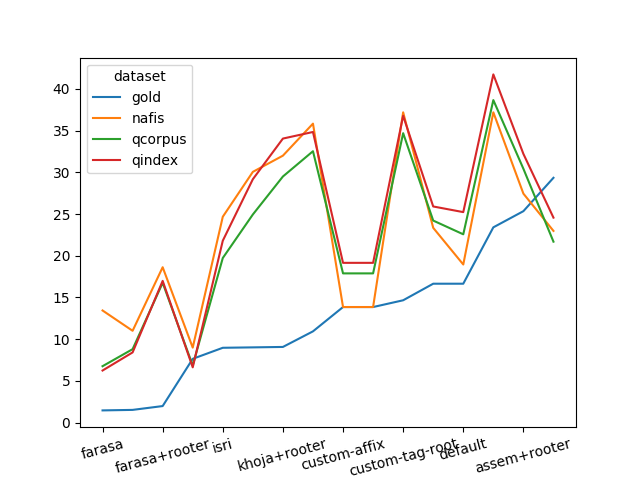 dataset
gold
nafis
qcorpus
qindex
40
35
30
25
20
15
10
5
0
farasa
farasa+rooter
isri
khoja+rooter
custom-affix
custom-tag-root
default
assem+rooter